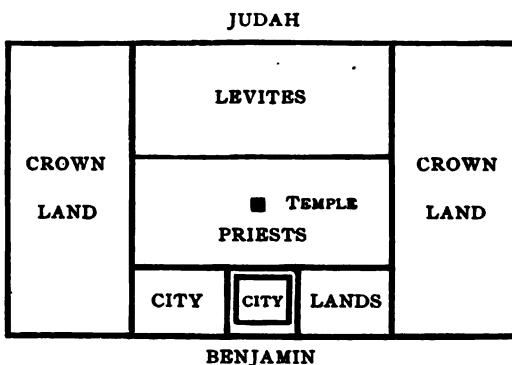 JUDAH
LEVITES
CROWN
LAND
CROWN
LAND
TEMPLE
PRIESTS
CITY
CITY
LANDS
BENJAMIN